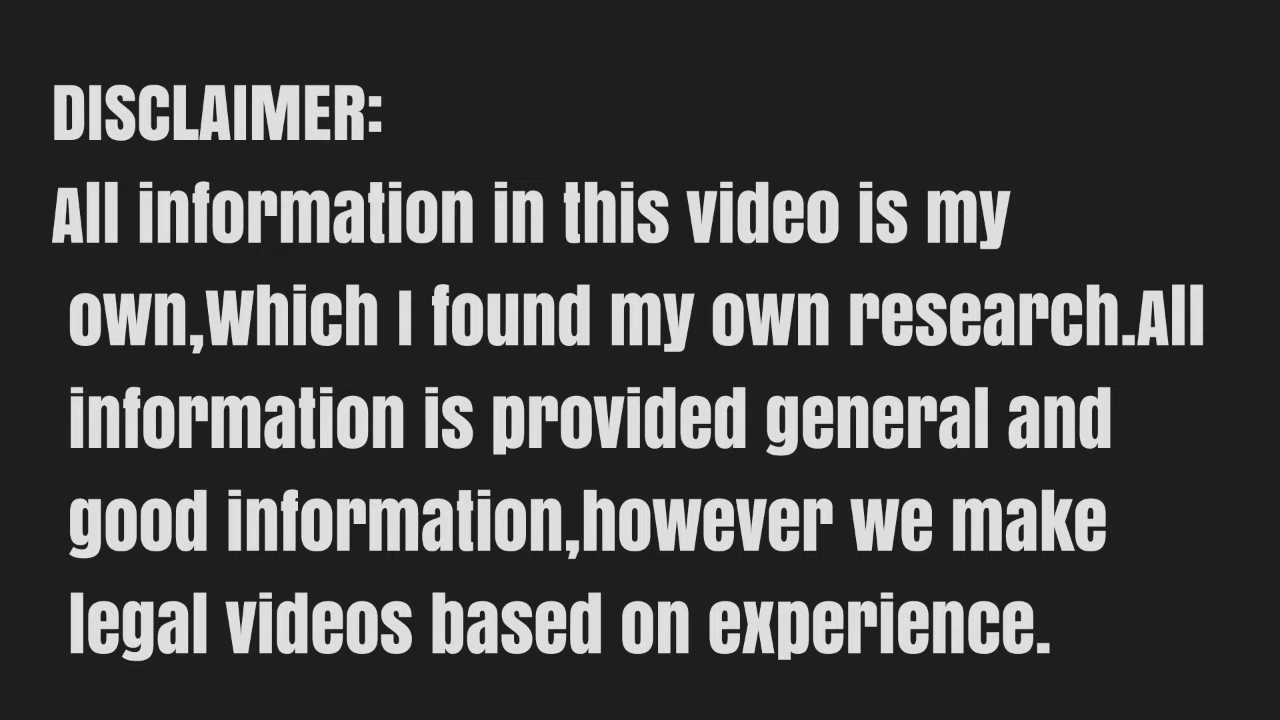 DISCLAIMER:
All information in this video is my
own,Which I found my own research.All
information is provided general and
good information,however we make
legal videos based on experience.